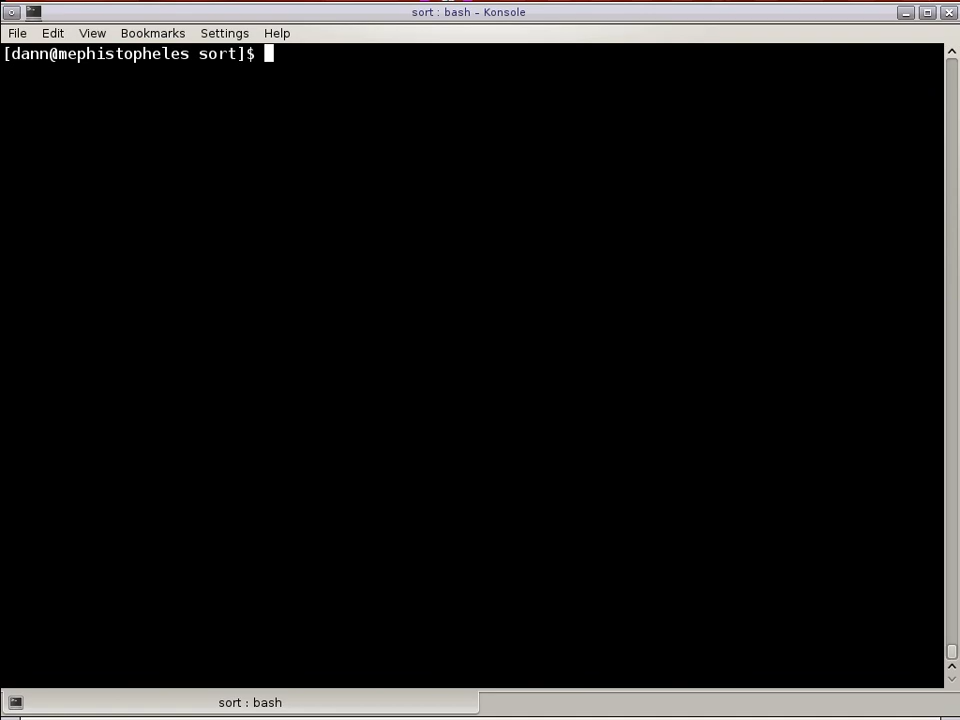 sort : bash – Konsole
File Edit View Bookmarks Settings Help
[dann@mephistopheles sort]$
sort : bash